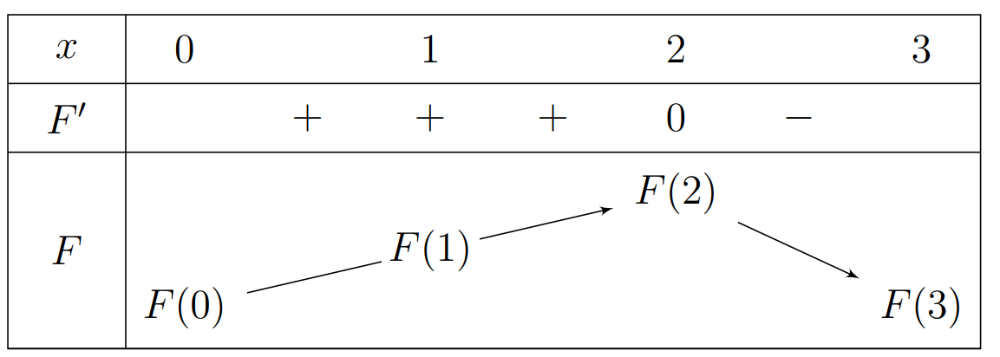 x 0 1 2 3
F′ + + + 0 −
F(2)
F F(1)
F(0) F(3)